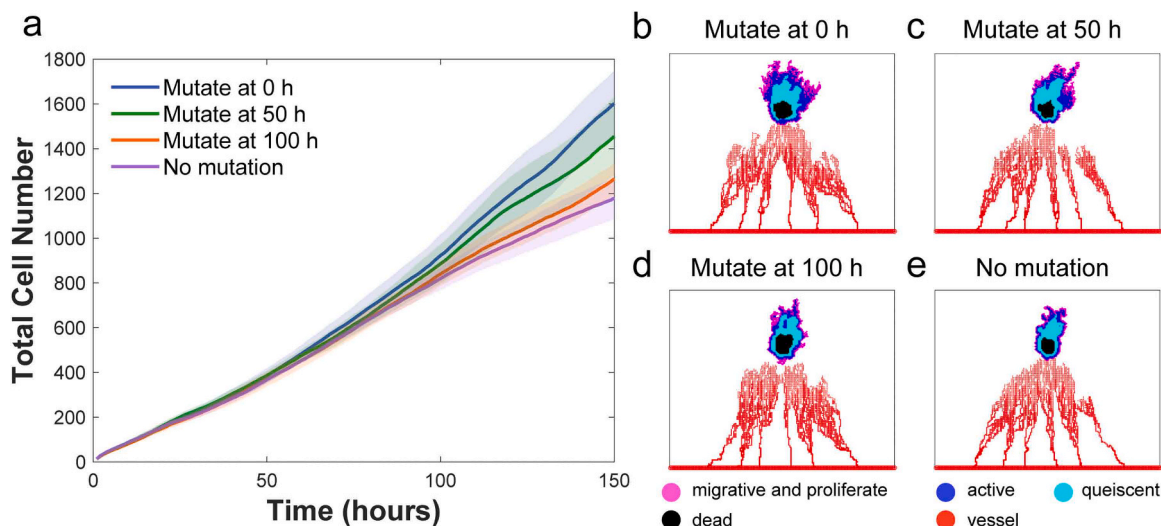 a
Total Cell Number
1800
1600
1400
1200
1000
800
600
400
200
0
Mutate at 0 h
Mutate at 50 h
Mutate at 100 h
No mutation
0
50
100
150
Time (hours)
b
Mutate at 0 h
c
Mutate at 50 h
d
Mutate at 100 h
e
No mutation
migrative and proliferate
active
queiscent
dead
vessel